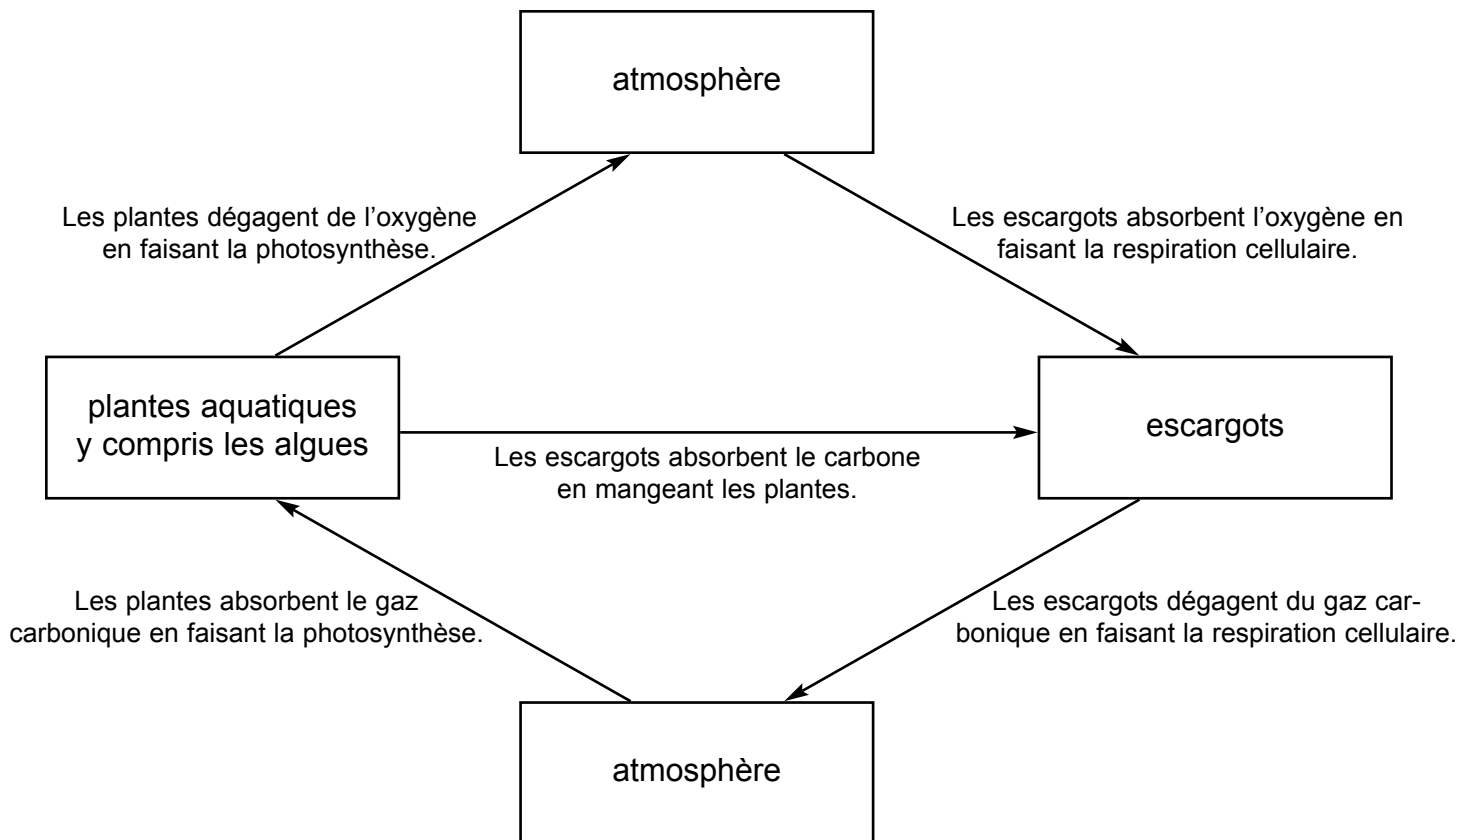 atmosphère
Les plantes dégagent de l’oxygène
en faisant la photosynthèse.
Les escargots absorbent l’oxygène en
faisant la respiration cellulaire.
plantes aquatiques
y compris les algues
Les escargots absorbent le carbone
en mangeant les plantes.
escargots
Les plantes absorbent le gaz
carbonique en faisant la photosynthèse.
Les escargots dégagent du gaz car-
bonique en faisant la respiration cellulaire.
atmosphère